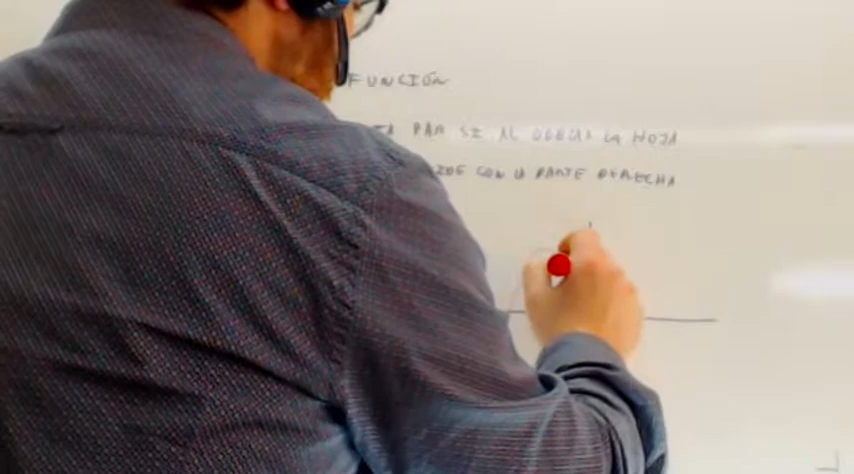 FUNCIÓN
PAR SI AL DOBLAR LA HOJA
CON LA PARTE DERECHA